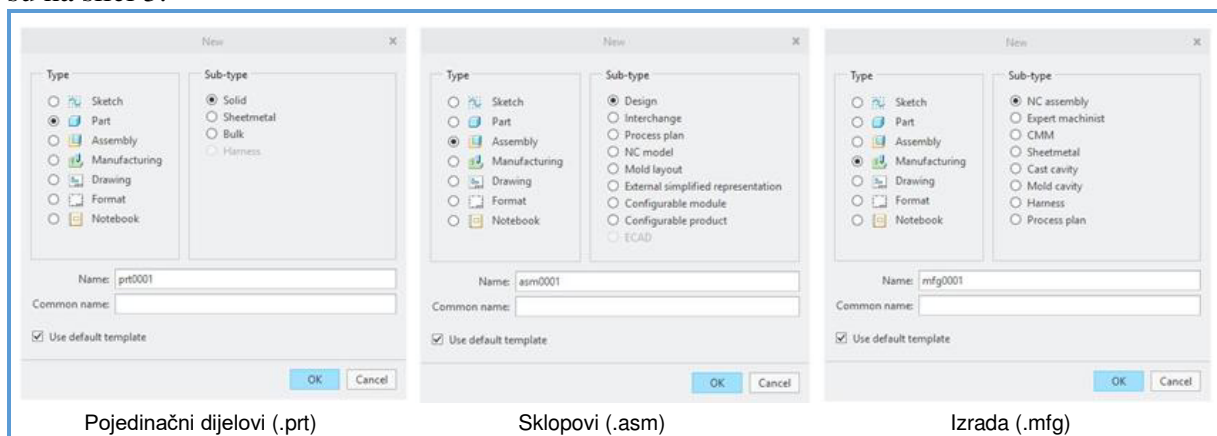 su na slici
New
Type
Sketch
Part
Assembly
Manufacturing
Drawing
Format
Notebook
Sub-type
Solid
Sheetmetal
Bulk
Harness
Name: prt0001
Common name:
Use default template
OK Cancel
Pojedinačni dijelovi (.prt)
New
Type
Sketch
Part
Assembly
Manufacturing
Drawing
Format
Notebook
Sub-type
Design
Interchange
Process plan
NC model
Mold layout
External simplified representation
Configurable module
Configurable product
ECAD
Name: asm0001
Common name:
Use default template
OK Cancel
Sklopovi (.asm)
New
Type
Sketch
Part
Assembly
Manufacturing
Drawing
Format
Notebook
Sub-type
NC assembly
Expert machinist
CMM
Sheetmetal
Cast cavity
Mold cavity
Harness
Process plan
Name: mfg0001
Common name:
Use default template
OK Cancel
Izrada (.mfg)